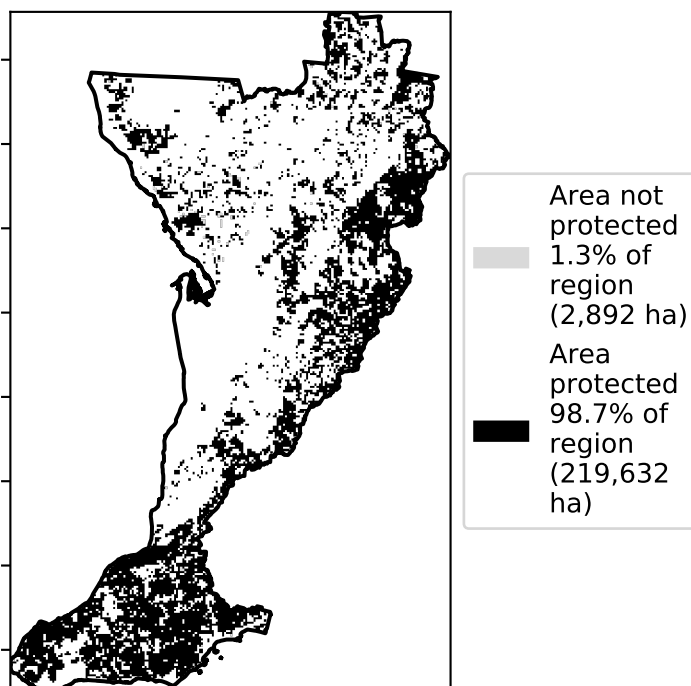 Area not
protected
1.3% of
region
(2,892 ha)
Area
protected
98.7% of
region
(219,632
ha)